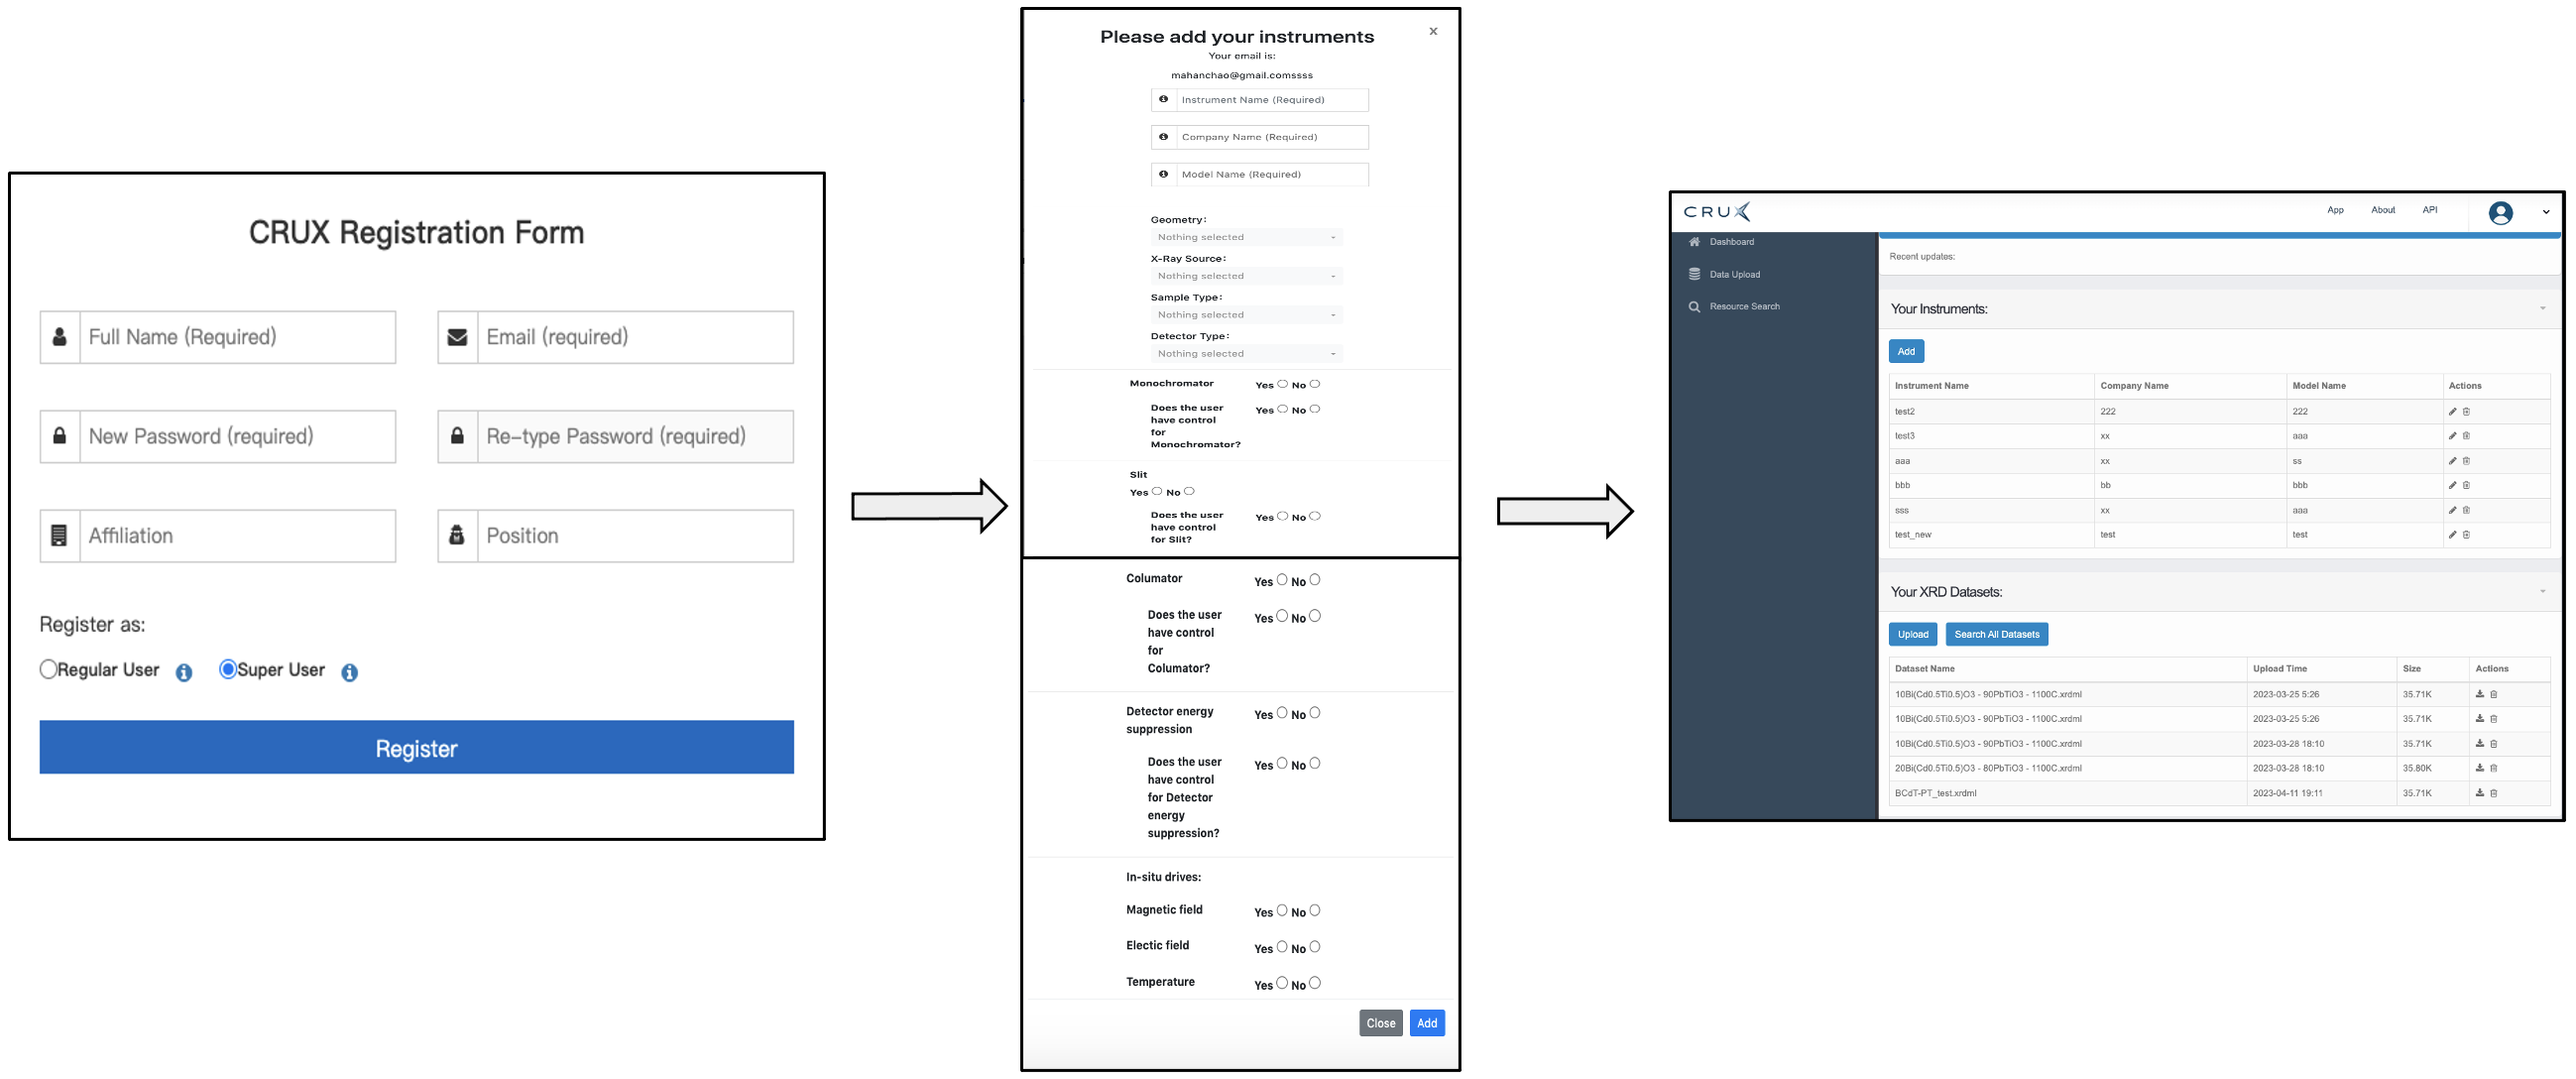 CRUX Registration Form
Full Name (Required)
Email (required)
New Password (required)
Re-type Password (required)
Affiliation
Position
Register as:
Regular User
Super User
Register
Please add your instruments
×
Your email is:
mahanchao@gmail.comssss
Instrument Name (Required)
Company Name (Required)
Model Name (Required)
Geometry:
Nothing selected
X-Ray Source:
Nothing selected
Sample Type:
Nothing selected
Detector Type:
Nothing selected
Monochromator Yes No
Does the user Yes No
have control
for
Monochromator?
Slit
Yes No
Does the user Yes No
have control
for Slit?
Columator Yes No
Does the user Yes No
have control
for
Columator?
Detector energy Yes No
suppression
Does the user Yes No
have control
for Detector
energy
suppression?
In-situ drives:
Magnetic field Yes No
Electic field Yes No
Temperature Yes No
Close Add
CRUX
App About API
Dashboard
Data Upload
Resource Search
Recent updates:
Your Instruments:
Add
Instrument Name Company Name Model Name Actions
test2 222 222
test3 xx aaa
aaa xx ss
bbb bb bbb
sss xx aaa
test_new test test
Your XRD Datasets:
Upload Search All Datasets
Dataset Name Upload Time Size Actions
10Bi(Cd0.5Ti0.5)O3 - 90PbTiO3 - 1100C.xrdml 2023-03-25 5:26 35.71K
10Bi(Cd0.5Ti0.5)O3 - 90PbTiO3 - 1100C.xrdml 2023-03-25 5:26 35.71K
10Bi(Cd0.5Ti0.5)O3 - 90PbTiO3 - 1100C.xrdml 2023-03-28 18:10 35.71K
20Bi(Cd0.5Ti0.5)O3 - 80PbTiO3 - 1100C.xrdml 2023-03-28 18:10 35.80K
BCdT-PT_test.xrdml 2023-04-11 19:11 35.71K